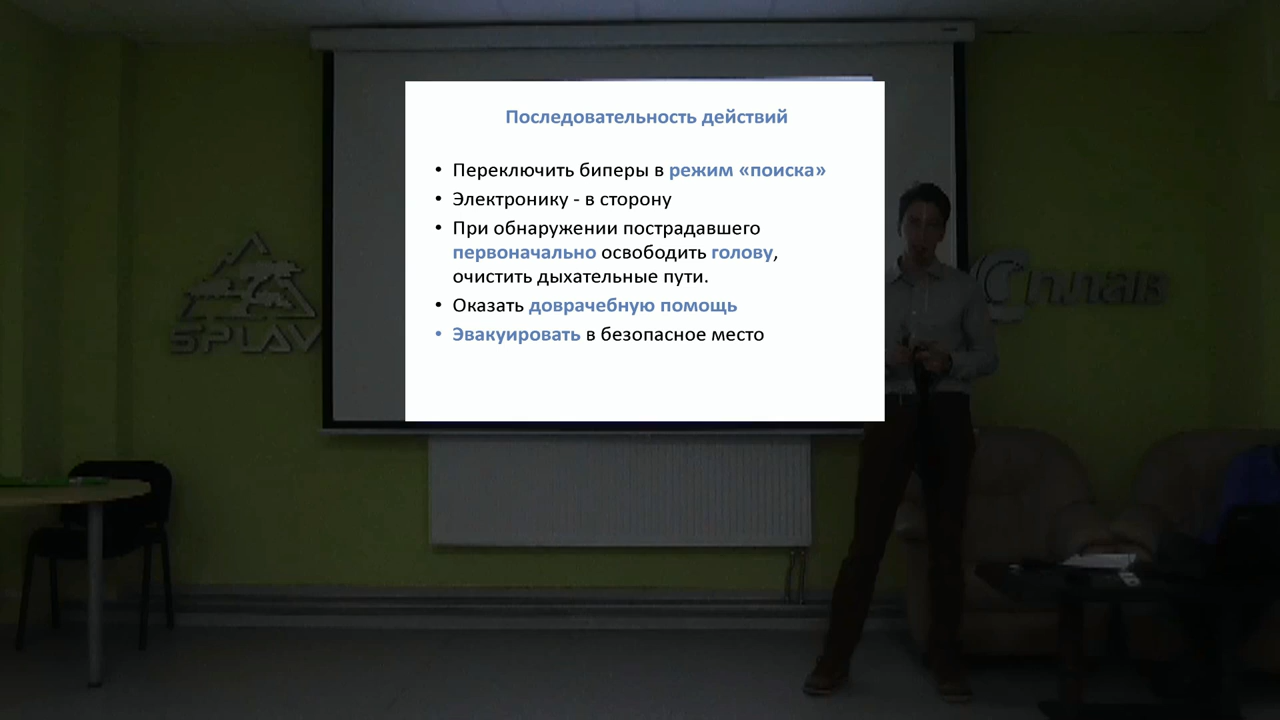 Последовательность действий
• Переключить биперы в режим «поиска»
• Электронику - в сторону
• При обнаружении пострадавшего
первоначально освободить голову,
очистить дыхательные пути.
• Оказать доврачебную помощь
• Эвакуировать в безопасное место
SPLAV
Сплав